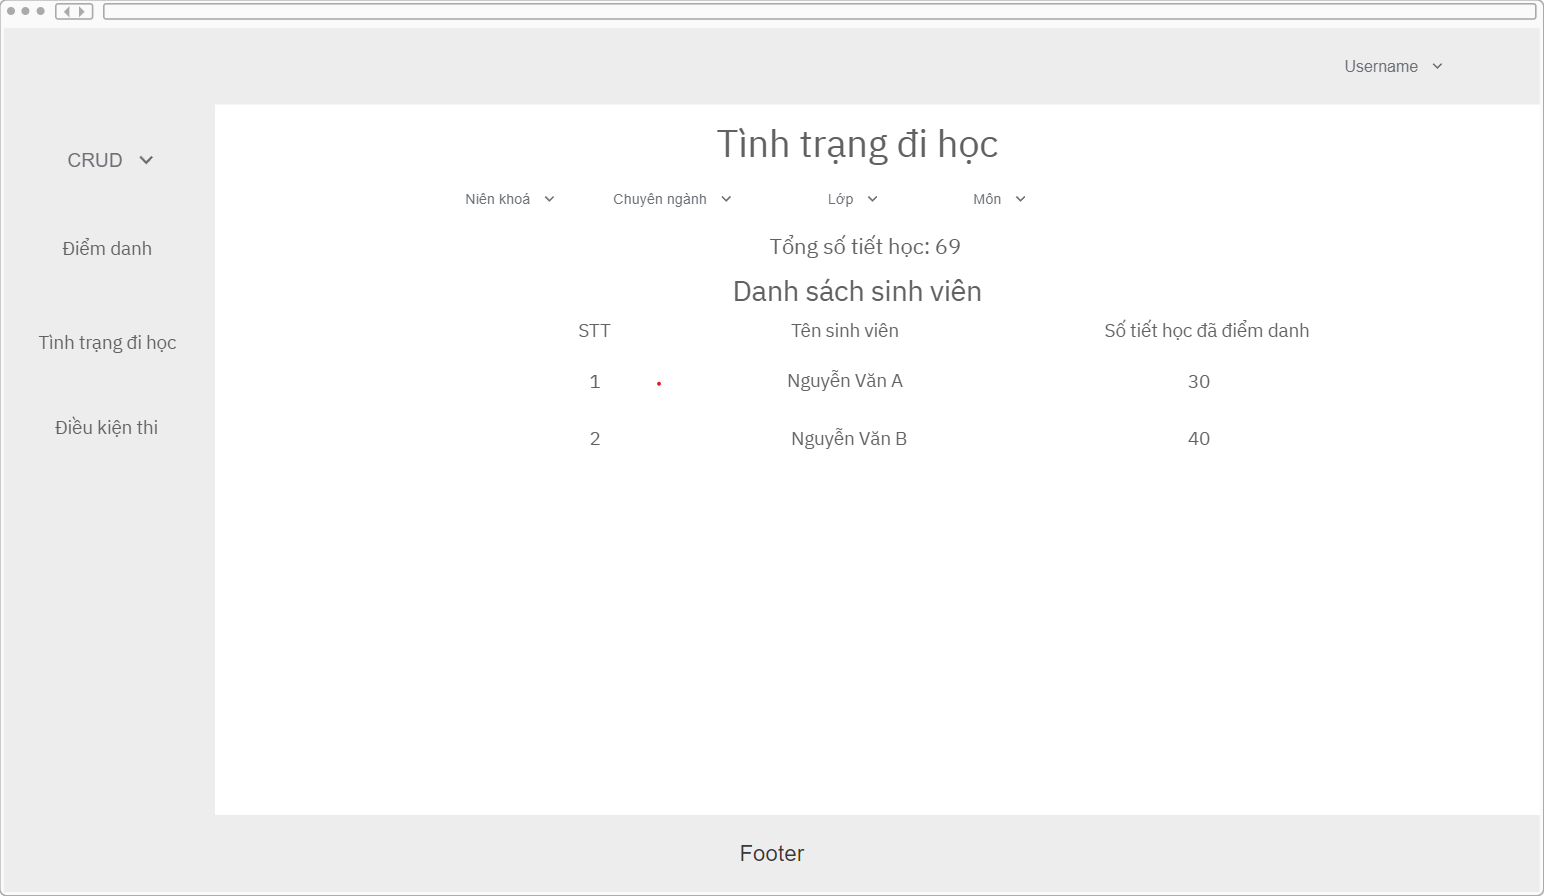 Username
CRUD
Điểm danh
Tình trạng đi học
Điều kiện thi
Tình trạng đi học
Niên khoá Chuyên ngành Lớp Môn
Tổng số tiết học: 69
Danh sách sinh viên
STT Tên sinh viên Số tiết học đã điểm danh
1 Nguyễn Văn A 30
2 Nguyễn Văn B 40
Footer